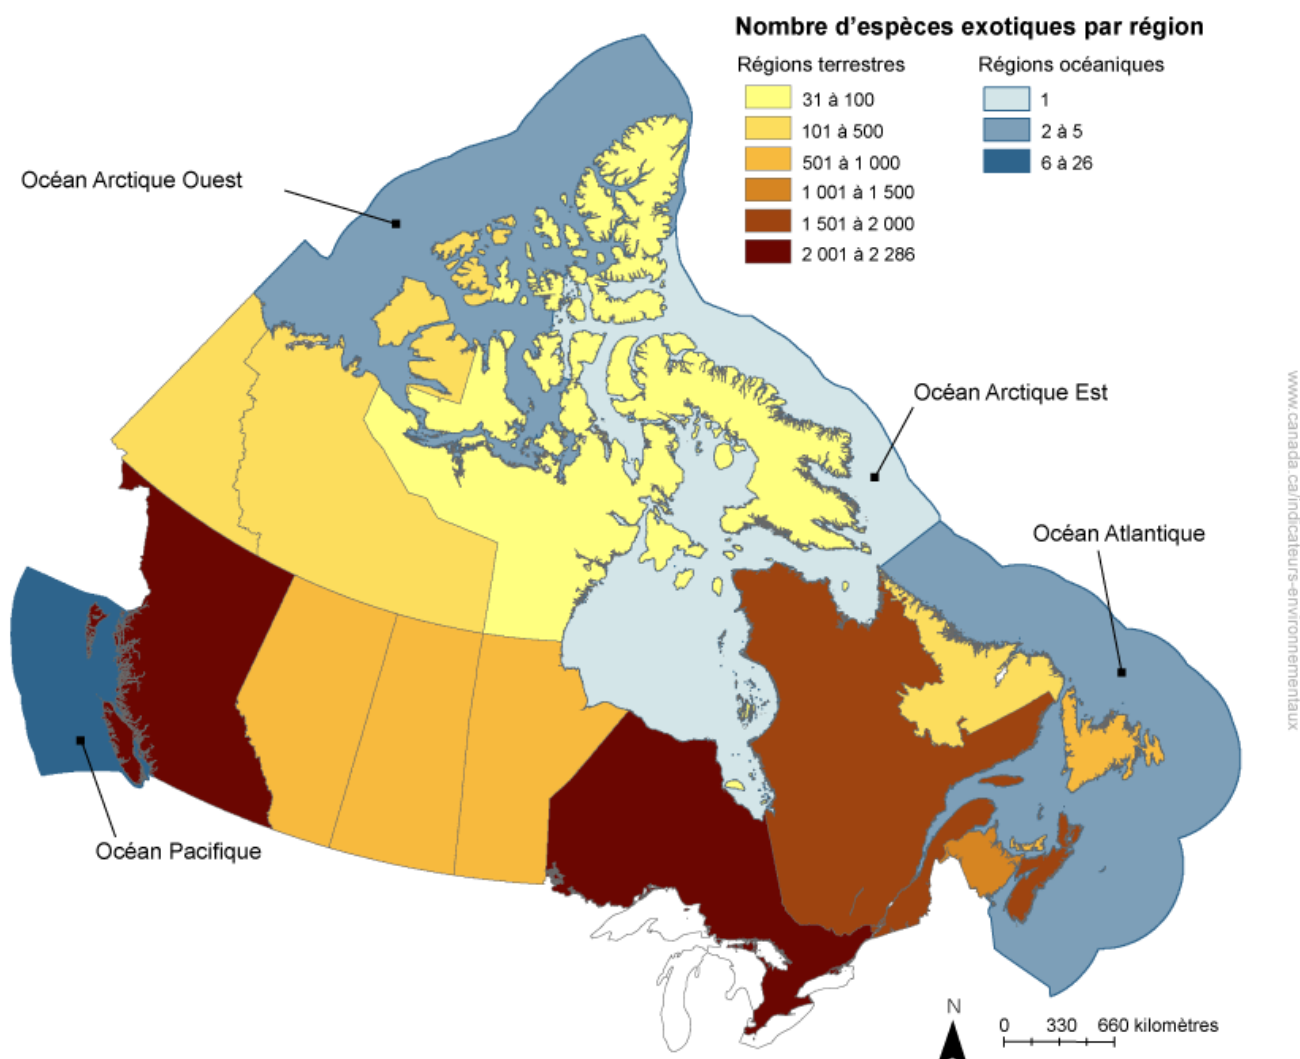 Nombre d'espèces exotiques par région
Régions terrestres
31 à 100
101 à 500
501 à 1 000
1 001 à 1 500
1 501 à 2 000
2 001 à 2 286
Régions océaniques
1
2 à 5
6 à 26
Océan Arctique Ouest
Océan Arctique Est
Océan Atlantique
Océan Pacifique
N
0 330 660 kilomètres
www.canada.ca/indicateurs-environnementaux